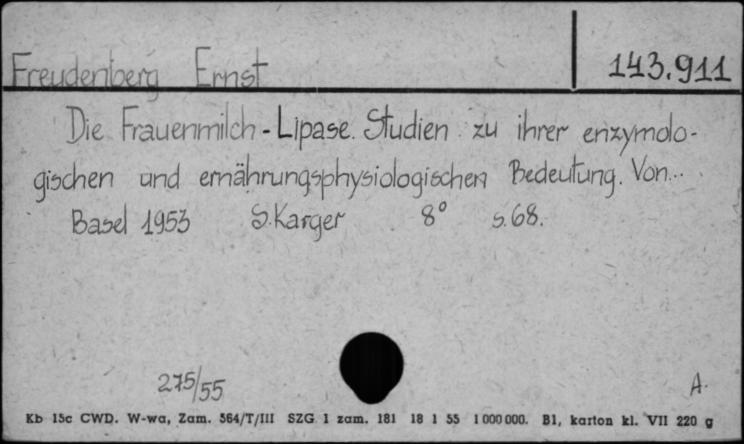 Freudenberg Ernst
143.911
Die Frauenmilch-Lipase. Studien zu ihrer enzymolo-
gischen und ernährungsphysiologischen Bedeutung. Von...
Basel 1953 S.Karger 8° s.68.
275/55
A.
Kb 15c CWD. W-wa, Zam. 564/T/III SZG 1 zam. 181 18 1 55 1 000 000. B1, karton kl. VII 220 g